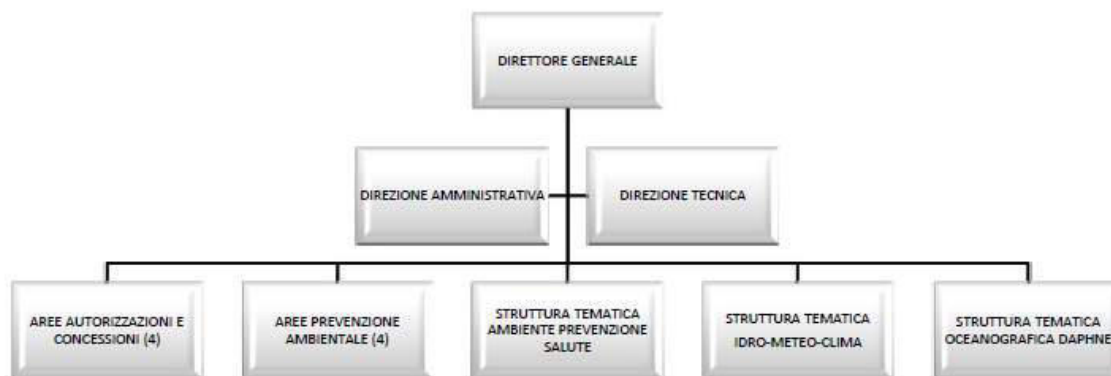 DIRETTORE GENERALE
DIREZIONE AMMINISTRATIVA
DIREZIONE TECNICA
AREE AUTORIZZAZIONI E
CONCESSIONI (4)
AREE PREVENZIONE
AMBIENTALE (4)
STRUTTURA TEMATICA
AMBIENTE PREVENZIONE
SALUTE
STRUTTURA TEMATICA
IDRO-METEO-CLIMA
STRUTTURA TEMATICA
OCEANOGRAFICA DAPHNE